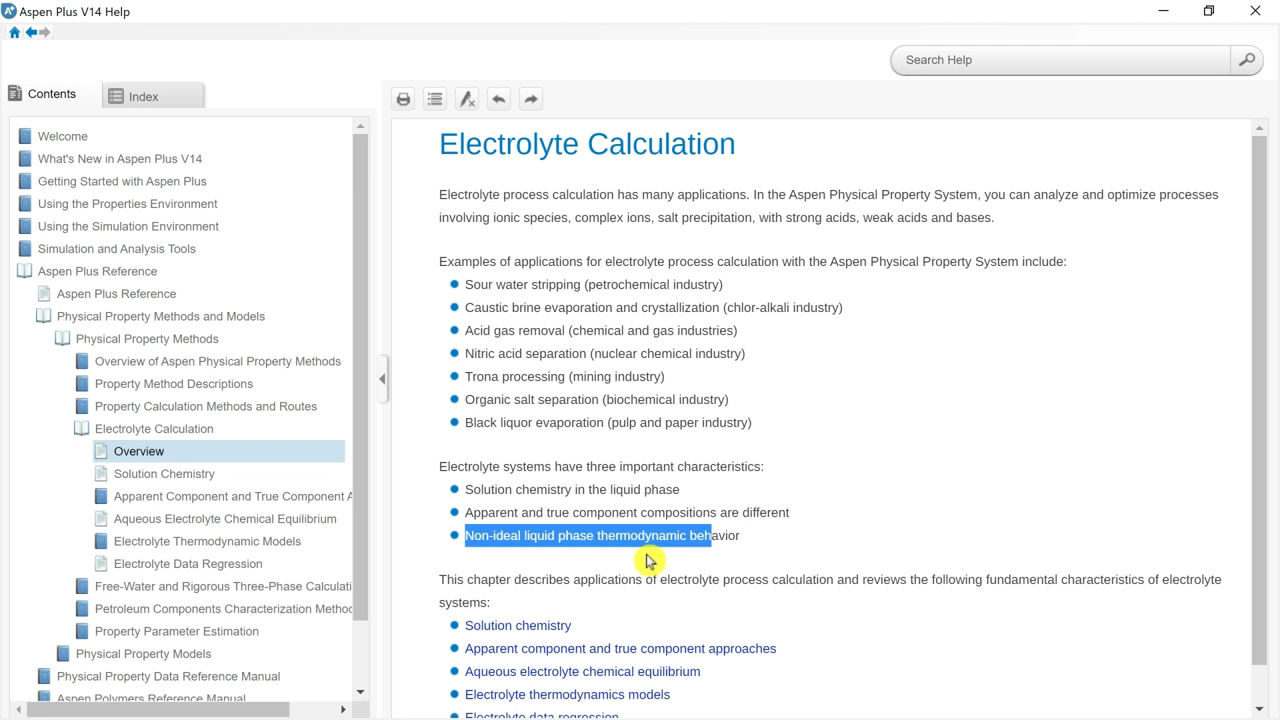 Aspen Plus V14 Help
Search Help
Contents
Index
Welcome
What's New in Aspen Plus V14
Getting Started with Aspen Plus
Using the Properties Environment
Using the Simulation Environment
Simulation and Analysis Tools
Aspen Plus Reference
Aspen Plus Reference
Physical Property Methods and Models
Physical Property Methods
Overview of Aspen Physical Property Methods
Property Method Descriptions
Property Calculation Methods and Routes
Electrolyte Calculation
Overview
Solution Chemistry
Apparent Component and True Component A
Aqueous Electrolyte Chemical Equilibrium
Electrolyte Thermodynamic Models
Electrolyte Data Regression
Free-Water and Rigorous Three-Phase Calculati
Petroleum Components Characterization Metho
Property Parameter Estimation
Physical Property Models
Physical Property Data Reference Manual
Aspen Polymers Reference Manual
Electrolyte Calculation
Electrolyte process calculation has many applications. In the Aspen Physical Property System, you can analyze and optimize processes
involving ionic species, complex ions, salt precipitation, with strong acids, weak acids and bases.
Examples of applications for electrolyte process calculation with the Aspen Physical Property System include:
Sour water stripping (petrochemical industry)
Caustic brine evaporation and crystallization (chlor-alkali industry)
Acid gas removal (chemical and gas industries)
Nitric acid separation (nuclear chemical industry)
Trona processing (mining industry)
Organic salt separation (biochemical industry)
Black liquor evaporation (pulp and paper industry)
Electrolyte systems have three important characteristics:
Solution chemistry in the liquid phase
Apparent and true component compositions are different
Non-ideal liquid phase thermodynamic behavior
This chapter describes applications of electrolyte process calculation and reviews the following fundamental characteristics of electrolyte
systems:
Solution chemistry
Apparent component and true component approaches
Aqueous electrolyte chemical equilibrium
Electrolyte thermodynamics models
Electrolyte data regression